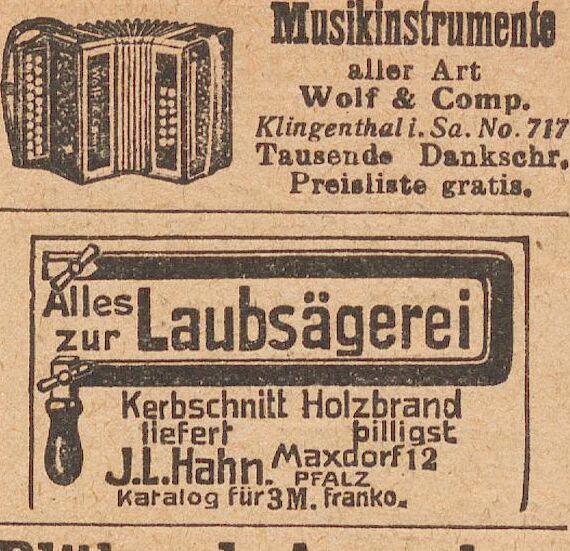 Musikinstrumente
aller Art
Wolf & Comp.
Klingenthal i. Sa. No. 717
Tausende Dankschr.
Preisliste gratis.
Alles
zur Laubsägerei
Kerbschnitt Holzbrand
liefert billigst
J.L.Hahn. Maxdorf 12
PFALZ
Katalog für 3 M. franko.